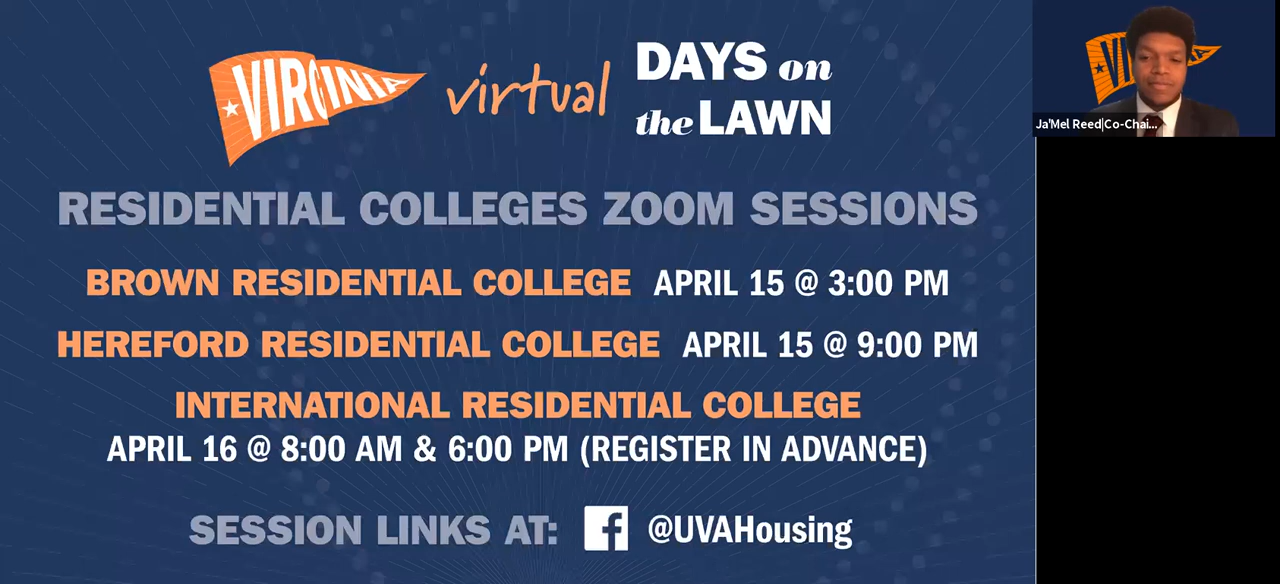 VIRGINIA
virtual
DAYS on
the LAWN
RESIDENTIAL COLLEGES ZOOM SESSIONS
BROWN RESIDENTIAL COLLEGE APRIL 15 @ 3:00 PM
HEREFORD RESIDENTIAL COLLEGE APRIL 15 @ 9:00 PM
INTERNATIONAL RESIDENTIAL COLLEGE
APRIL 16 @ 8:00 AM & 6:00 PM (REGISTER IN ADVANCE)
SESSION LINKS AT: f @UVAHousing
Ja'Mel Reed|Co-Chai...